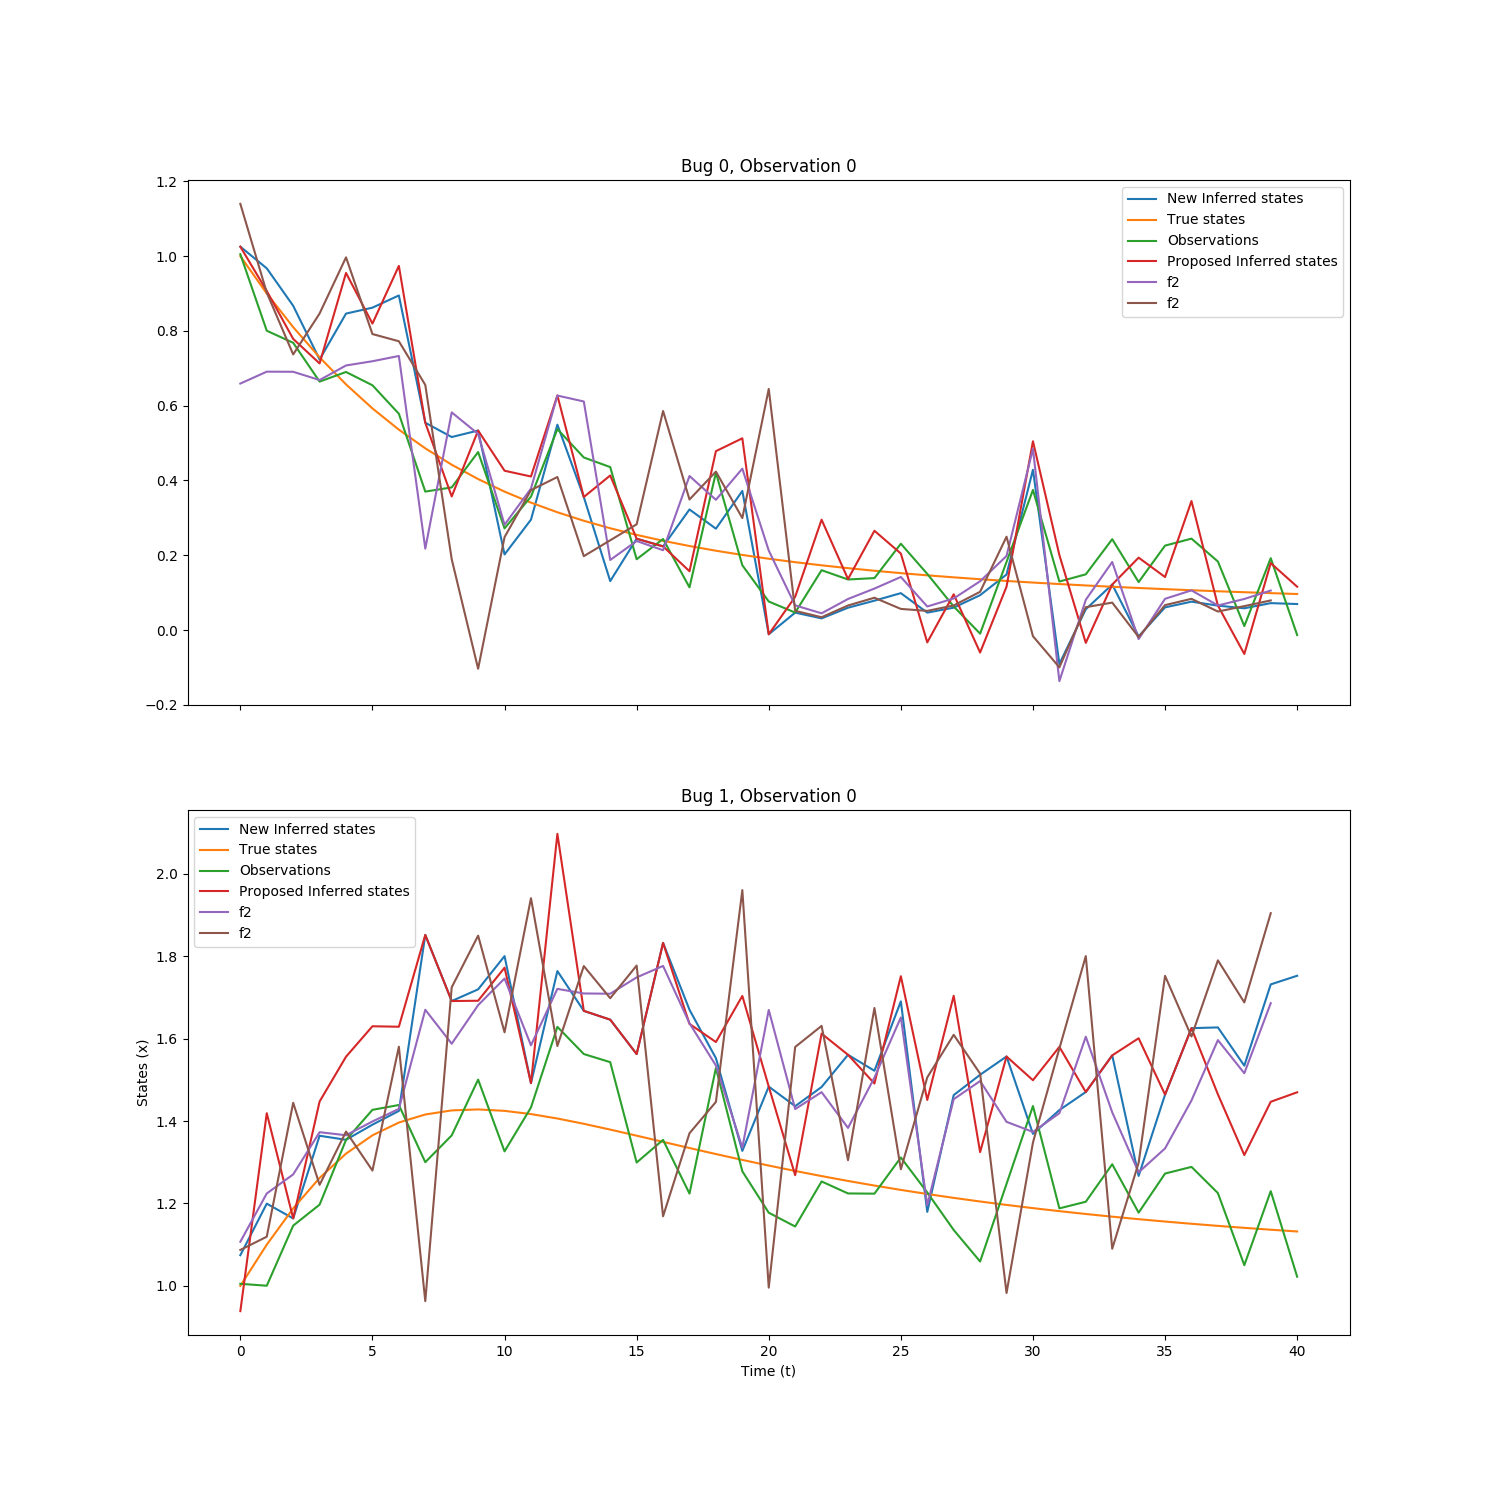 Bug 0, Observation 0
1.2
1.0
0.8
0.6
0.4
0.2
0.0
−0.2
New Inferred states
True states
Observations
Proposed Inferred states
f2
f2
Bug 1, Observation 0
New Inferred states
True states
Observations
Proposed Inferred states
f2
f2
2.0
1.8
1.6
1.4
1.2
1.0
States (x)
0 5 10 15 20 25 30 35 40
Time (t)